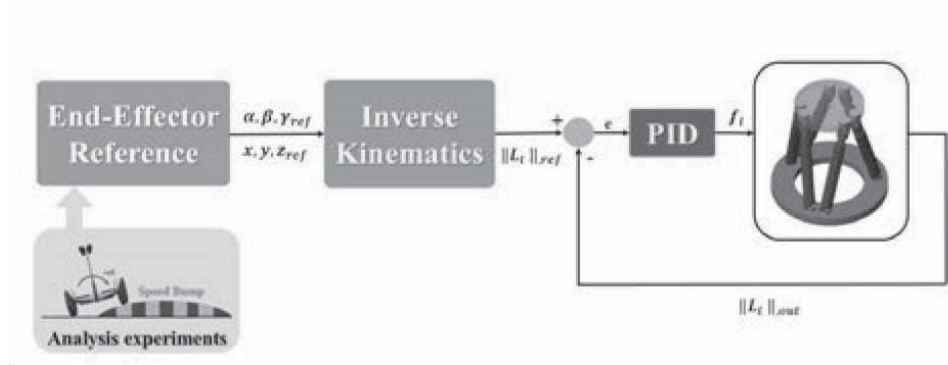 End-Effector
Reference
α, β, γref
x, y, zref
Inverse
Kinematics
‖Li‖,ref
+
-
e
PID
fi
‖Li‖,out
Speed Bump
Analysis experiments